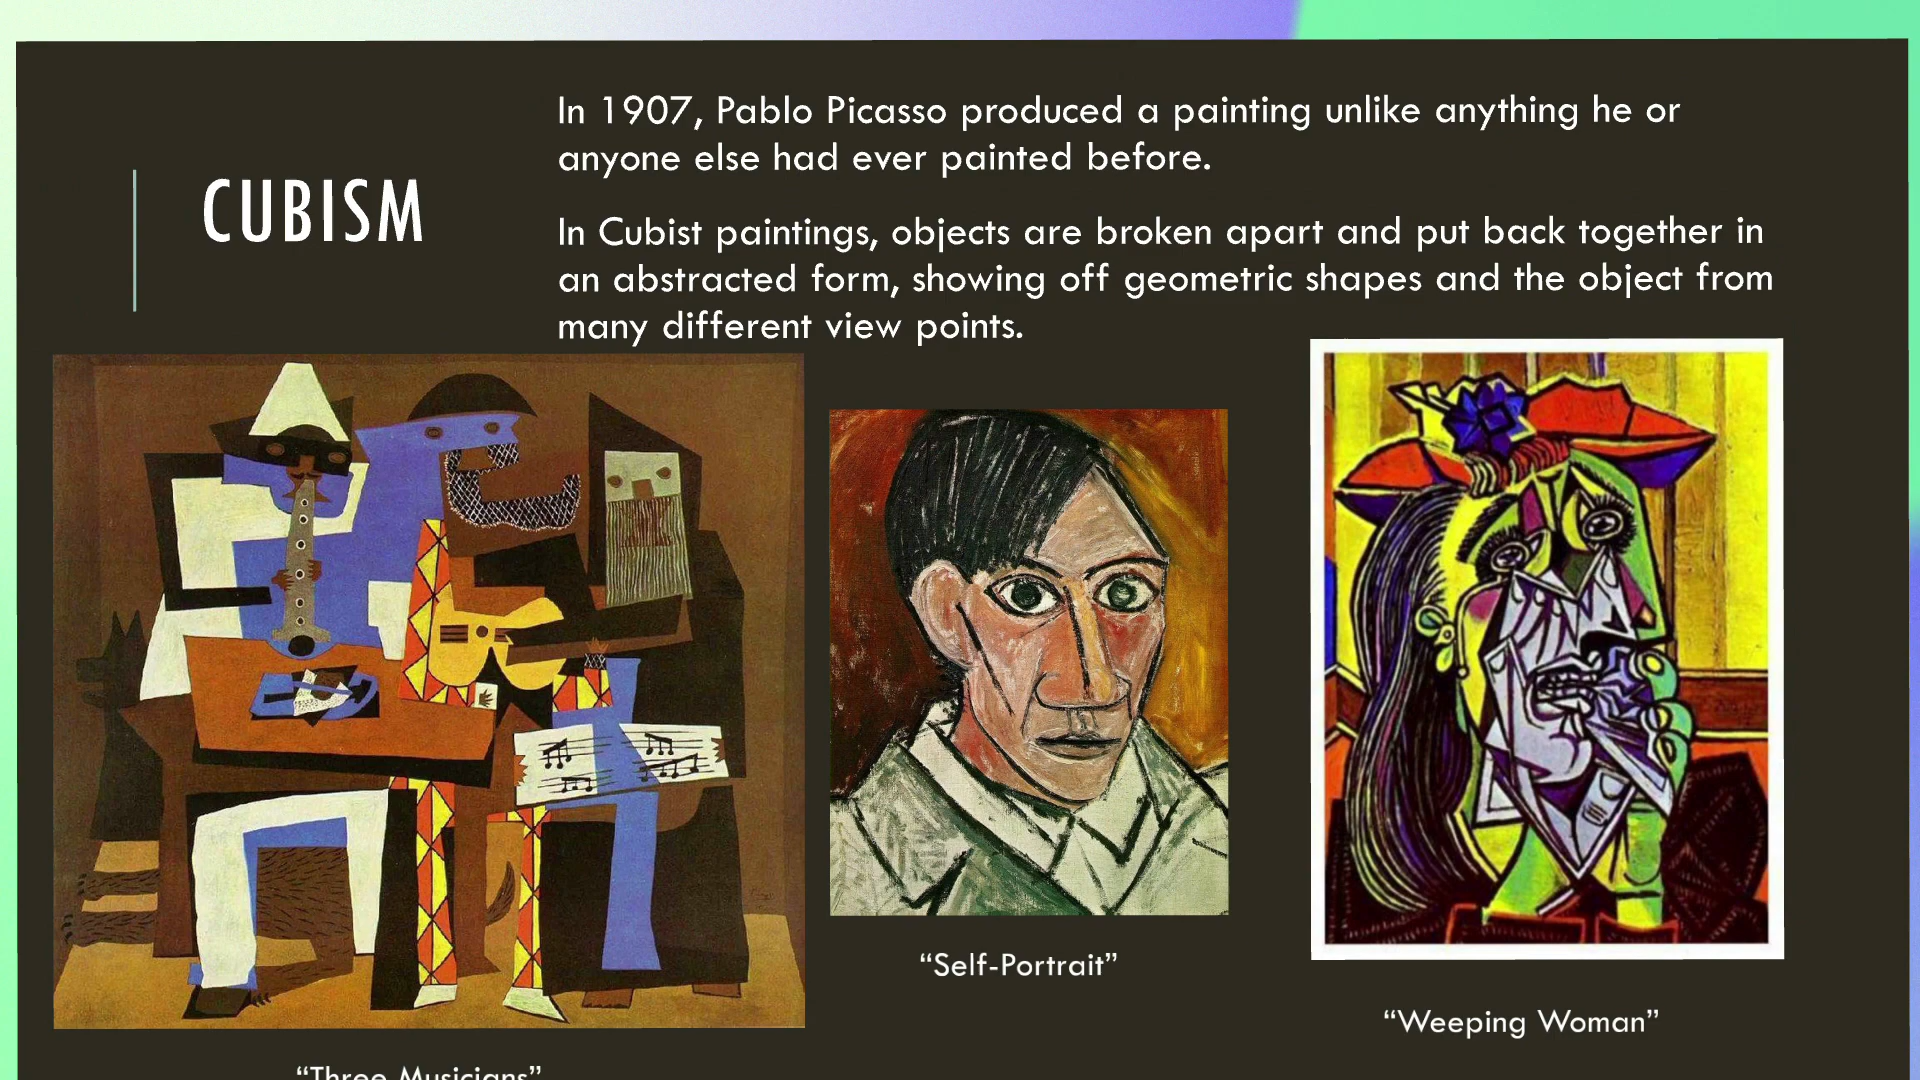 CUBISM
In 1907, Pablo Picasso produced a painting unlike anything he or
anyone else had ever painted before.
In Cubist paintings, objects are broken apart and put back together in
an abstracted form, showing off geometric shapes and the object from
many different view points.
“Self-Portrait”
“Weeping Woman”
“Three Musicians”